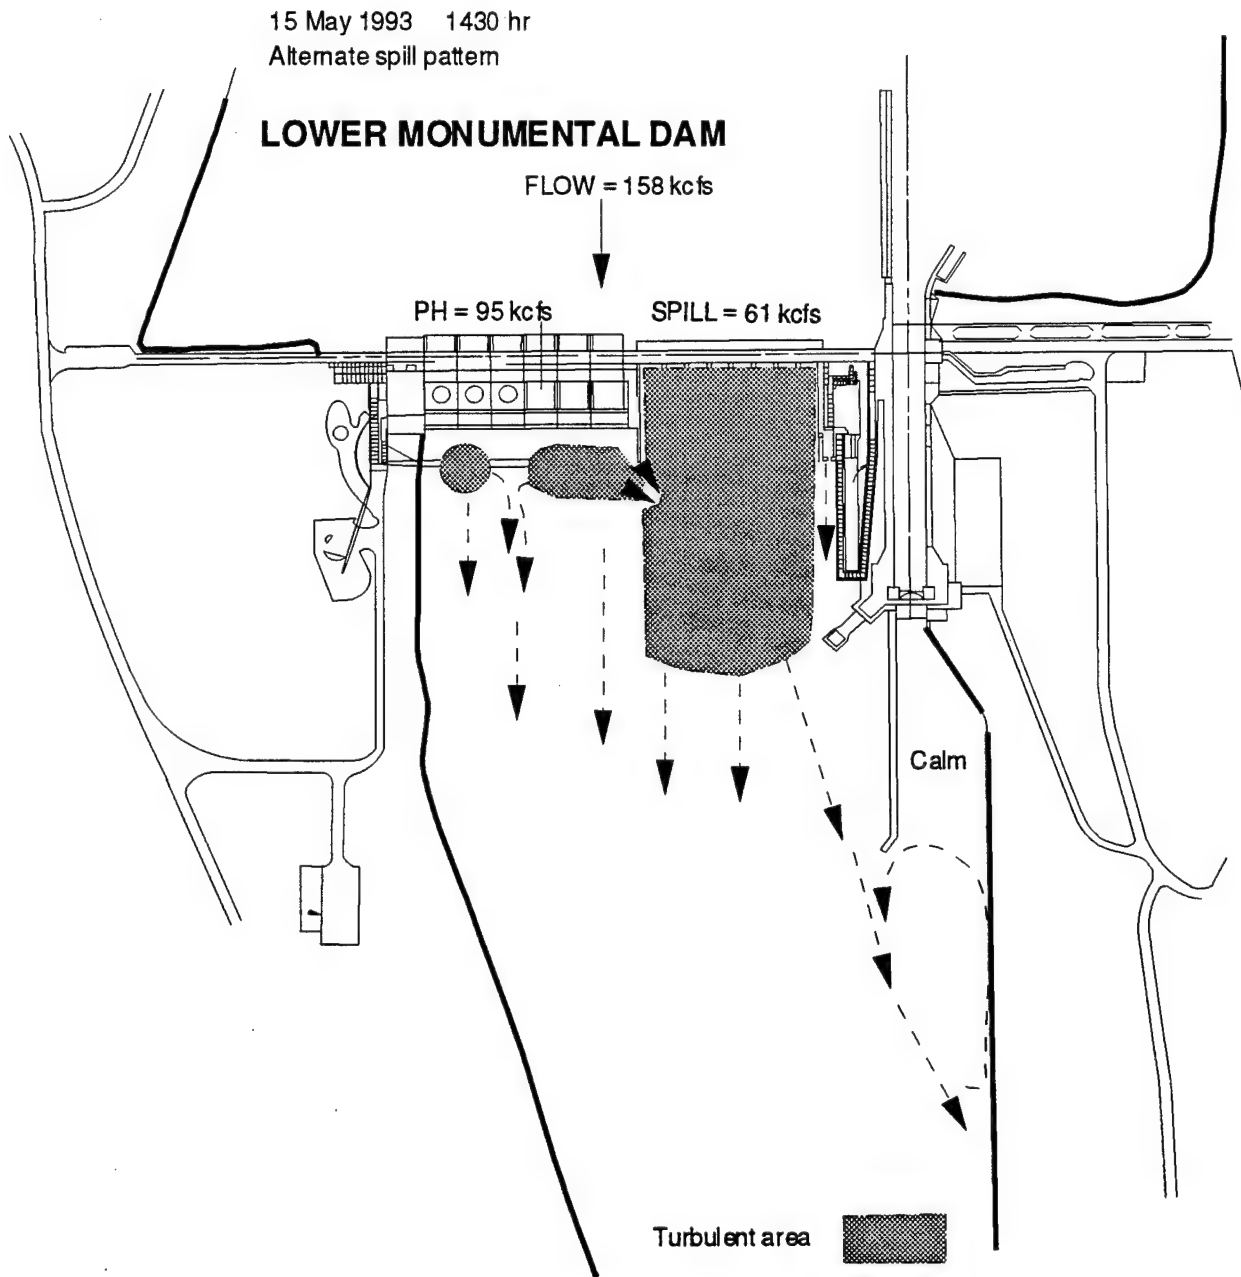 15 May 1993 1430 hr
Alternate spill pattern
LOWER MONUMENTAL DAM
FLOW = 158 kcfs
PH = 95 kcfs
SPILL = 61 kcfs
Calm
Turbulent area